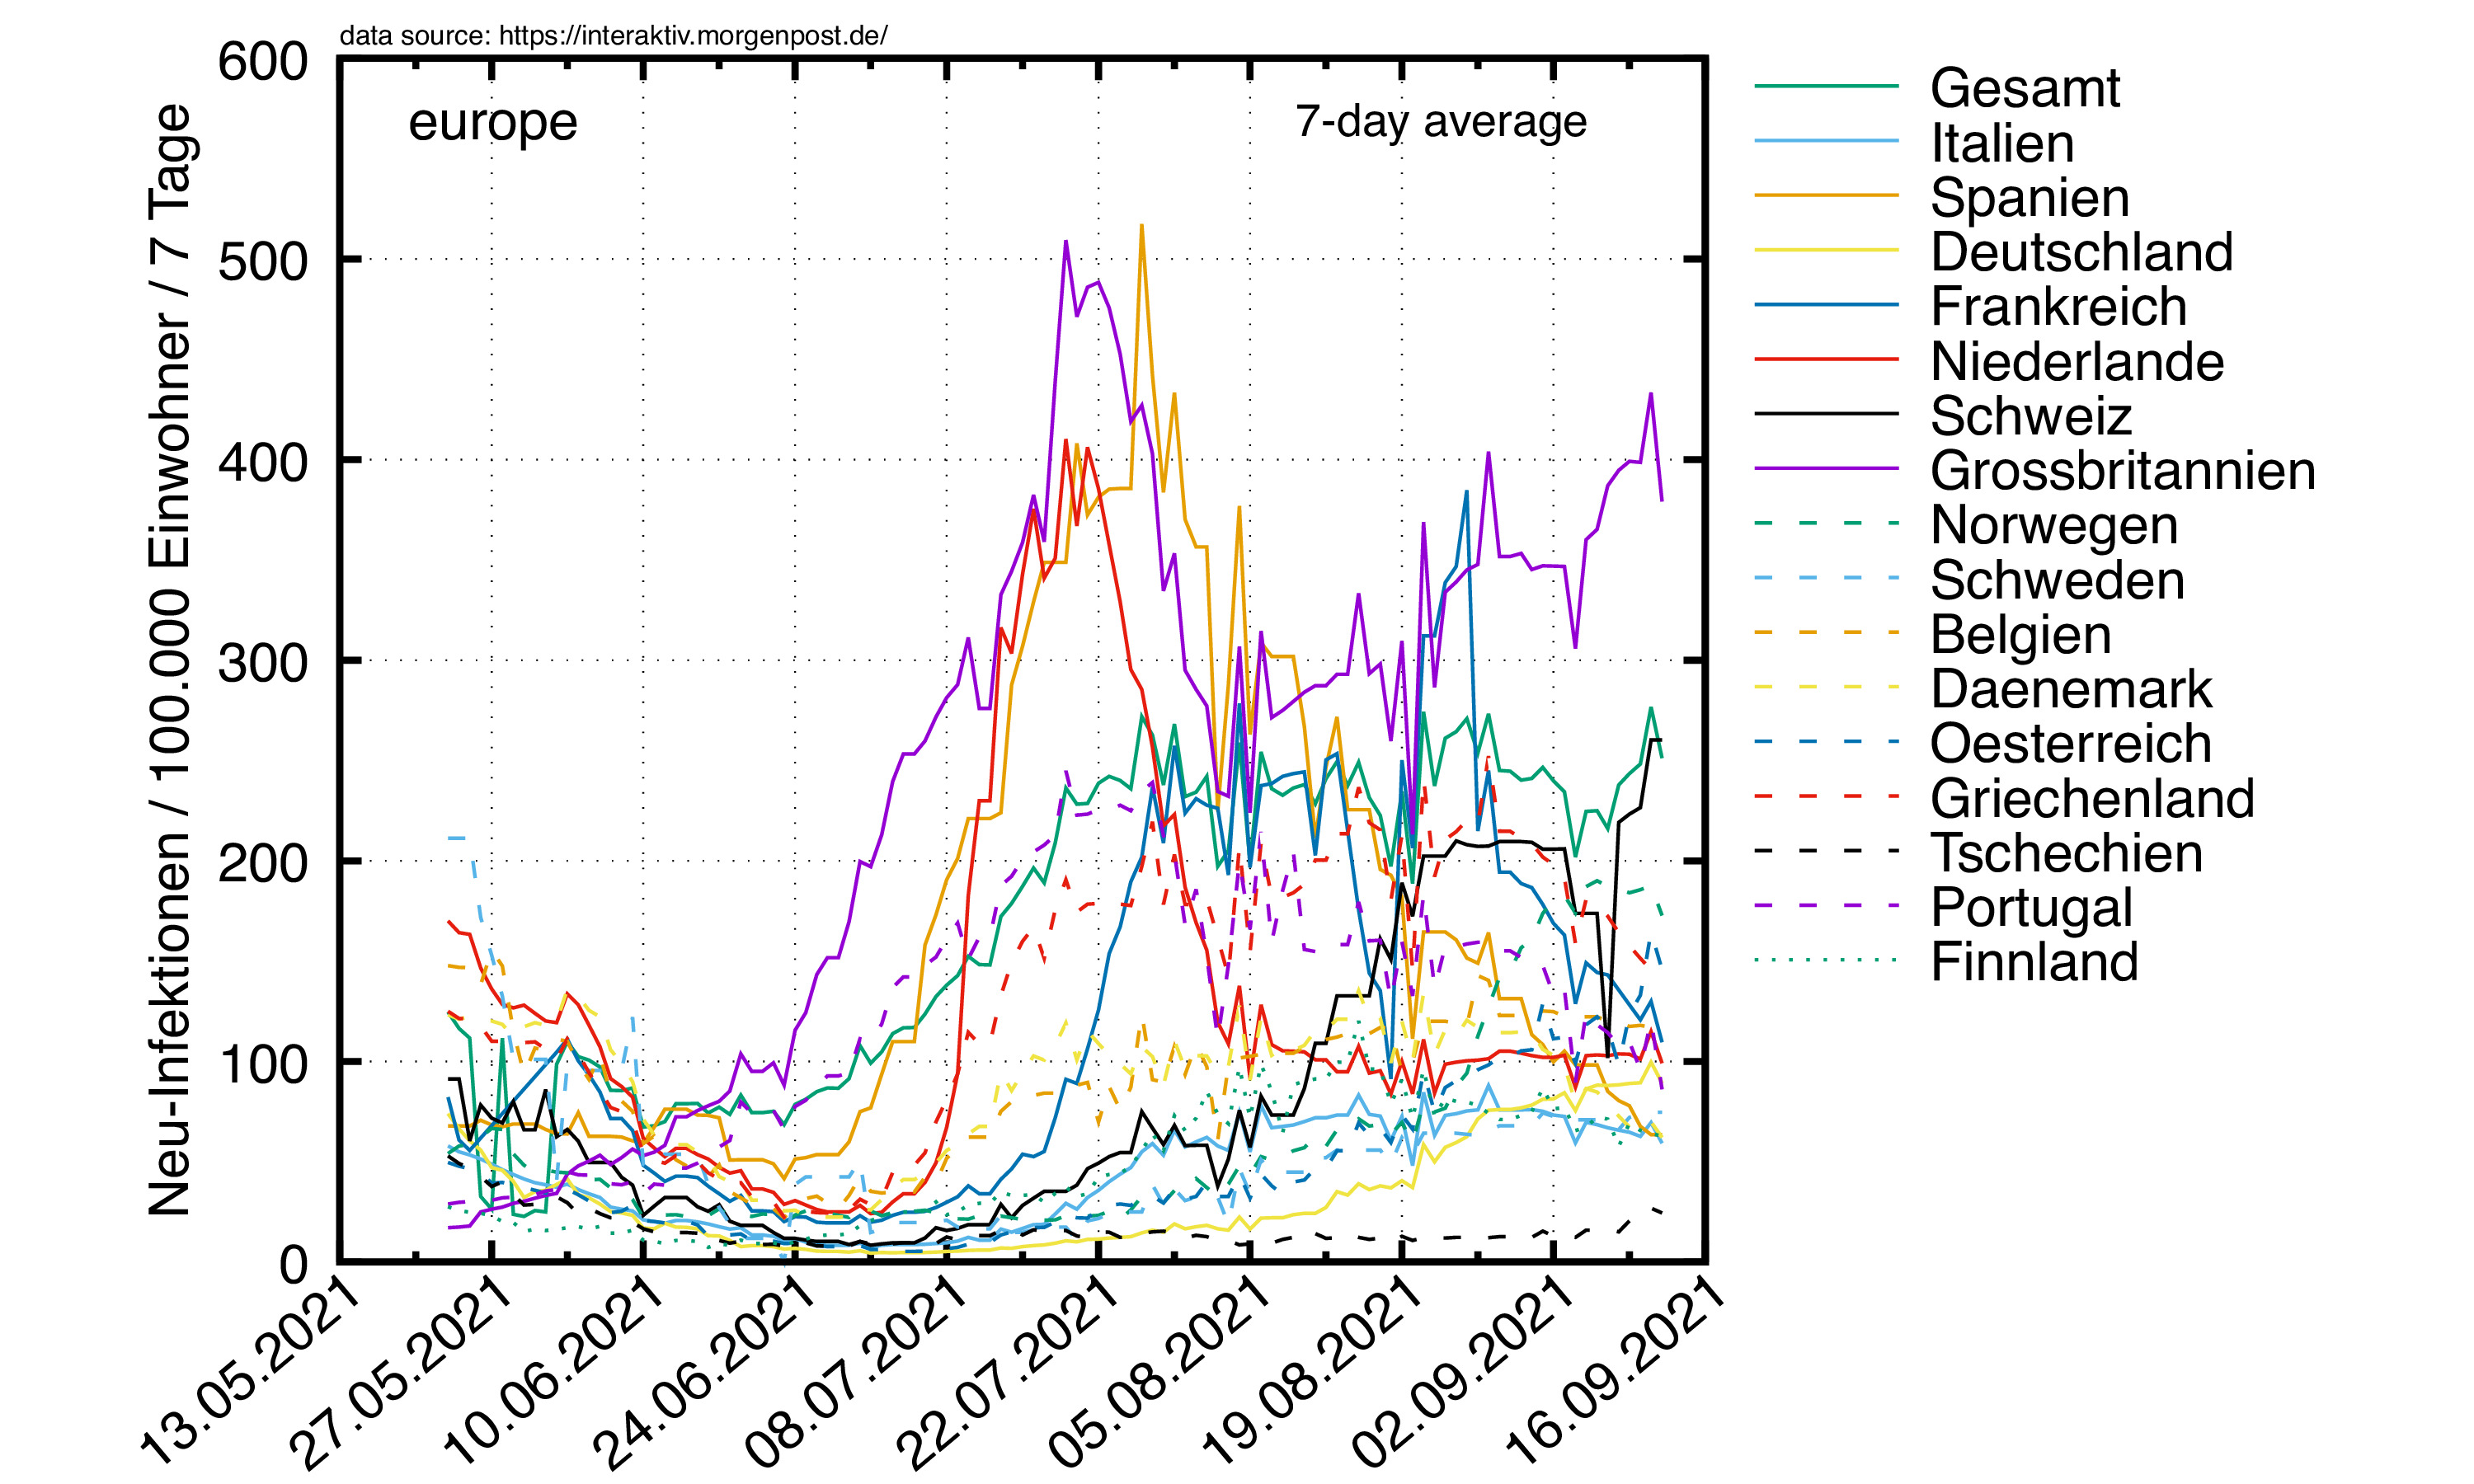 data source: https://interaktiv.morgenpost.de/
europe
7-day average
Neu-Infektionen / 100.000 Einwohner / 7 Tage
600
500
400
300
200
100
0
13.05.2021
27.05.2021
10.06.2021
24.06.2021
08.07.2021
22.07.2021
05.08.2021
19.08.2021
02.09.2021
16.09.2021
Gesamt
Italien
Spanien
Deutschland
Frankreich
Niederlande
Schweiz
Grossbritannien
Norwegen
Schweden
Belgien
Daenemark
Oesterreich
Griechenland
Tschechien
Portugal
Finnland